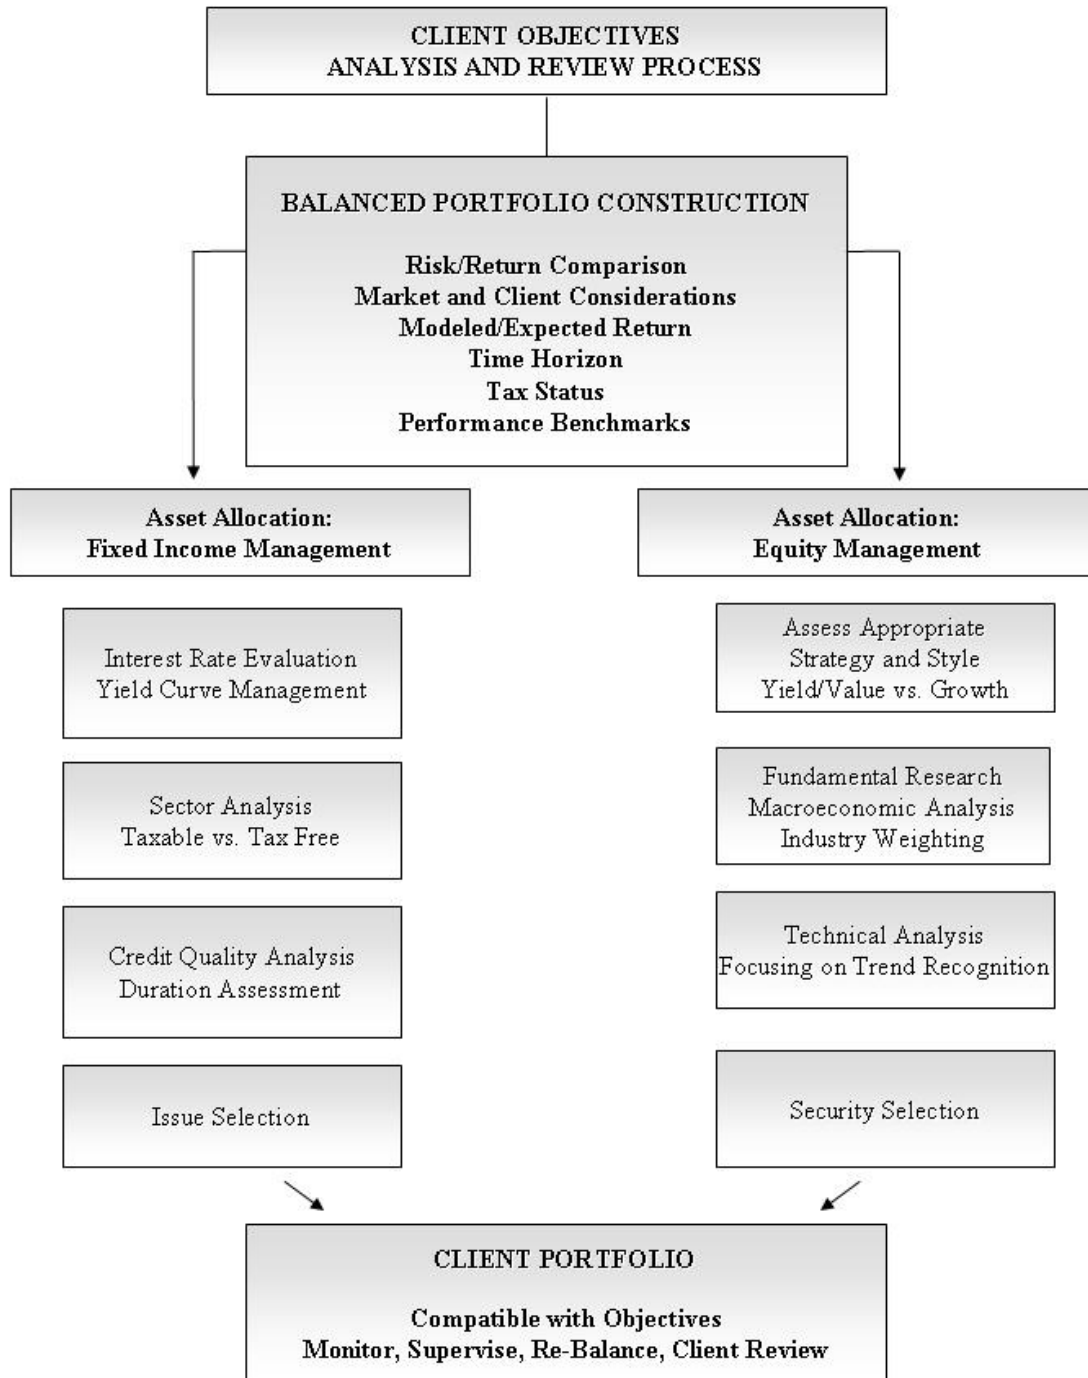 CLIENT OBJECTIVES
ANALYSIS AND REVIEW PROCESS
BALANCED PORTFOLIO CONSTRUCTION
Risk/Return Comparison
Market and Client Considerations
Modeled/Expected Return
Time Horizon
Tax Status
Performance Benchmarks
Asset Allocation:
Fixed Income Management
Interest Rate Evaluation
Yield Curve Management
Sector Analysis
Taxable vs. Tax Free
Credit Quality Analysis
Duration Assessment
Issue Selection
Asset Allocation:
Equity Management
Assess Appropriate
Strategy and Style
Yield/Value vs. Growth
Fundamental Research
Macroeconomic Analysis
Industry Weighting
Technical Analysis
Focusing on Trend Recognition
Security Selection
CLIENT PORTFOLIO
Compatible with Objectives
Monitor, Supervise, Re-Balance, Client Review